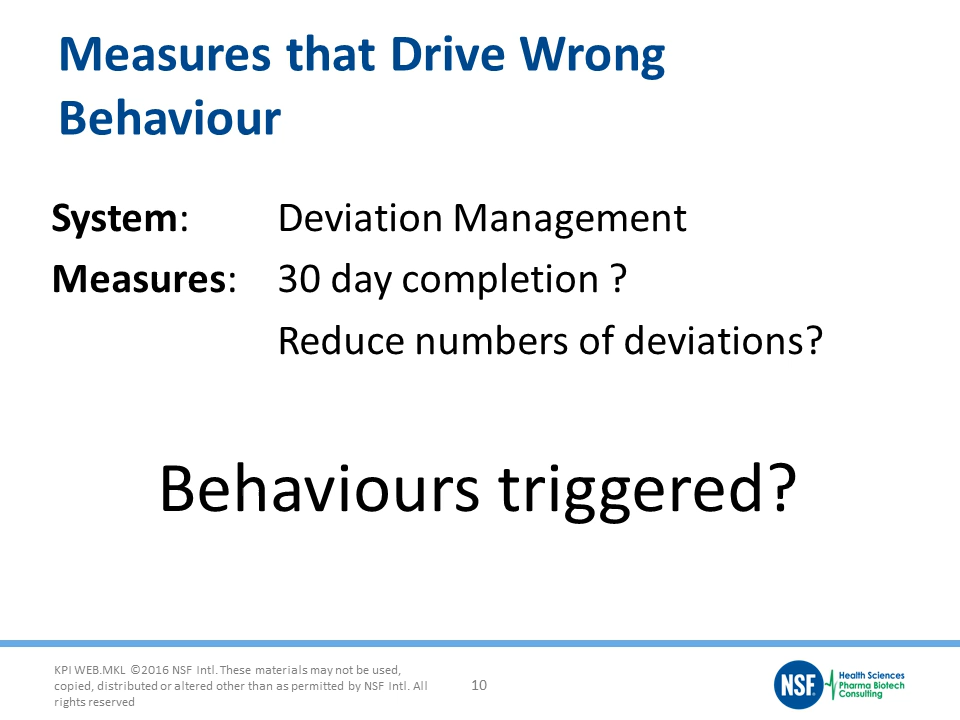 Measures that Drive Wrong
Behaviour
System: Deviation Management
Measures: 30 day completion ?
Reduce numbers of deviations?
Behaviours triggered?
KPI WEB.MKL ©2016 NSF Intl. These materials may not be used,
copied, distributed or altered other than as permitted by NSF Intl. All
rights reserved
10
NSF
Health Sciences
Pharma Biotech
Consulting